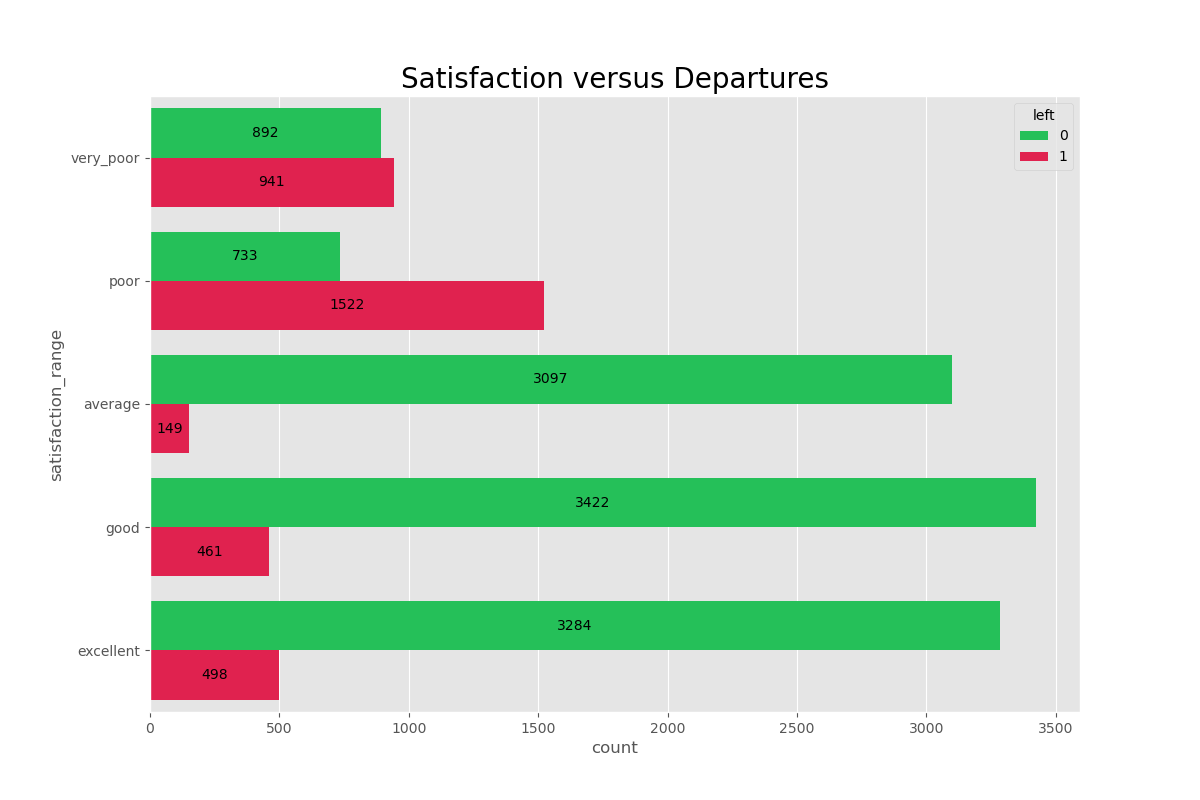 Satisfaction versus Departures
left
0
1
very_poor
892
941
poor
733
1522
average
3097
149
good
3422
461
excellent
3284
498
satisfaction_range
0 500 1000 1500 2000 2500 3000 3500
count